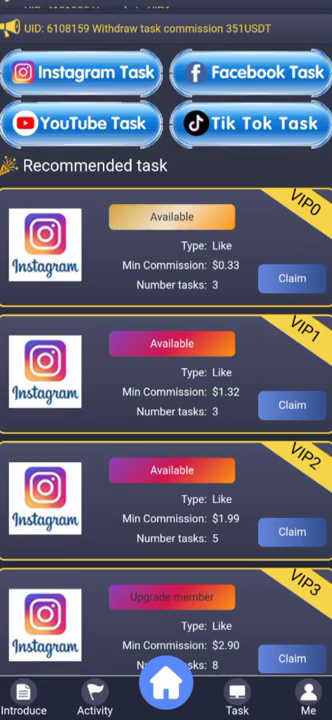 UID: 6108159 Withdraw task commission 351USDT
Instagram Task
Facebook Task
YouTube Task
Tik Tok Task
Recommended task
VIP0
Available
Instagram
Type: Like
Min Commission: $0.33
Number tasks: 3
Claim
VIP1
Available
Instagram
Type: Like
Min Commission: $1.32
Number tasks: 3
Claim
VIP2
Available
Instagram
Type: Like
Min Commission: $1.99
Number tasks: 5
Claim
VIP3
Upgrade member
Instagram
Type: Like
Min Commission: $2.90
sks: 8
Claim
Introduce
Activity
Task
Me